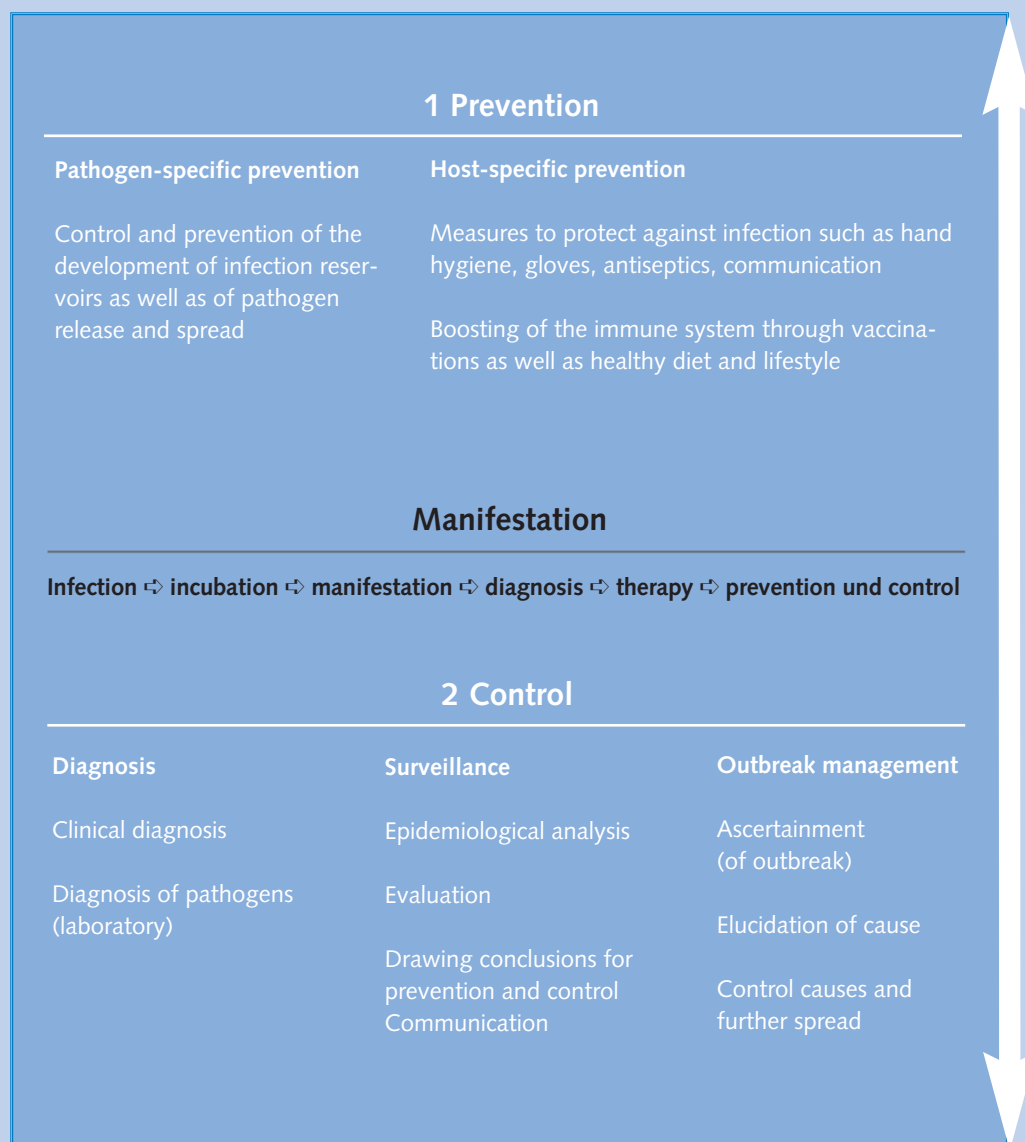 1 Prevention
Pathogen-specific prevention
Control and prevention of the
development of infection reser-
voirs as well as of pathogen
release and spread
Host-specific prevention
Measures to protect against infection such as hand
hygiene, gloves, antiseptics, communication
Boosting of the immune system through vaccina-
tions as well as healthy diet and lifestyle
Manifestation
Infection ➪ incubation ➪ manifestation ➪ diagnosis ➪ therapy ➪ prevention und control
2 Control
Diagnosis
Clinical diagnosis
Diagnosis of pathogens
(laboratory)
Surveillance
Epidemiological analysis
Evaluation
Drawing conclusions for
prevention and control
Communication
Outbreak management
Ascertainment
(of outbreak)
Elucidation of cause
Control causes and
further spread